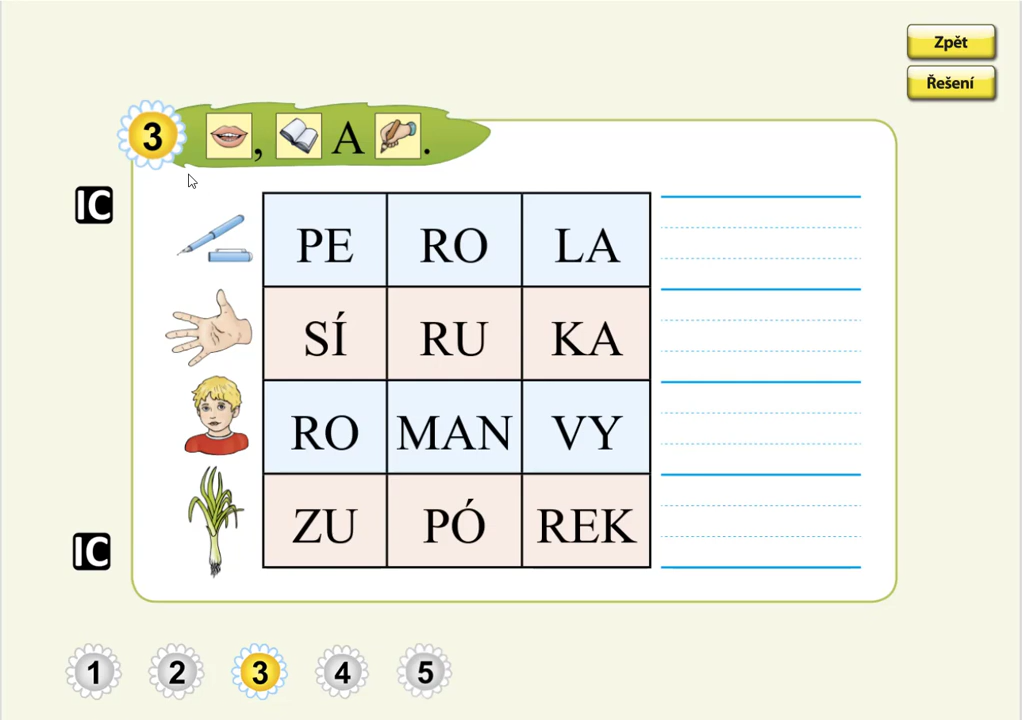 Zpět
Řešení
3 , A .
IC
PE RO LA
SÍ RU KA
RO MAN VY
ZU PÓ REK
IC
1 2 3 4 5